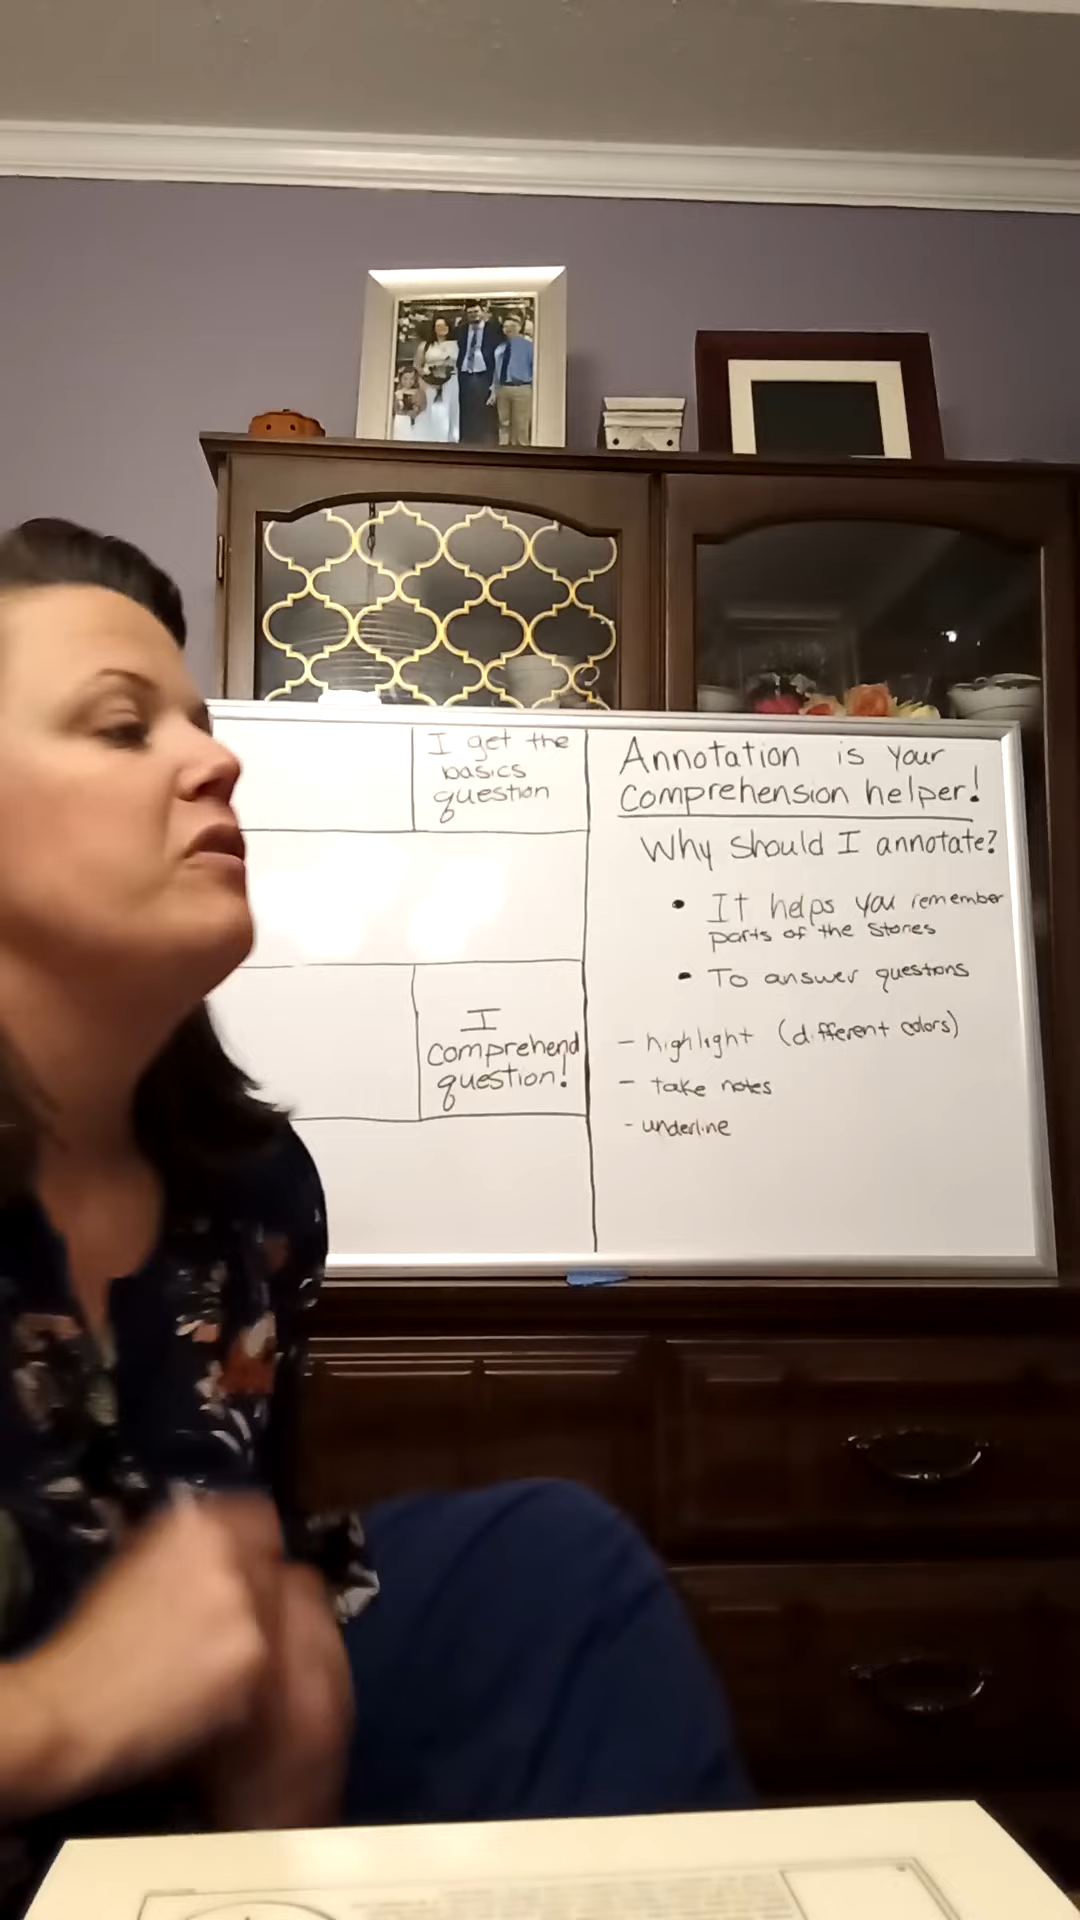 I get the
basics
question
I
comprehend
question!
Annotation is your
comprehension helper!
Why should I annotate?
• It helps you remember
parts of the stories
• To answer questions
- highlight (different colors)
- take notes
- underline